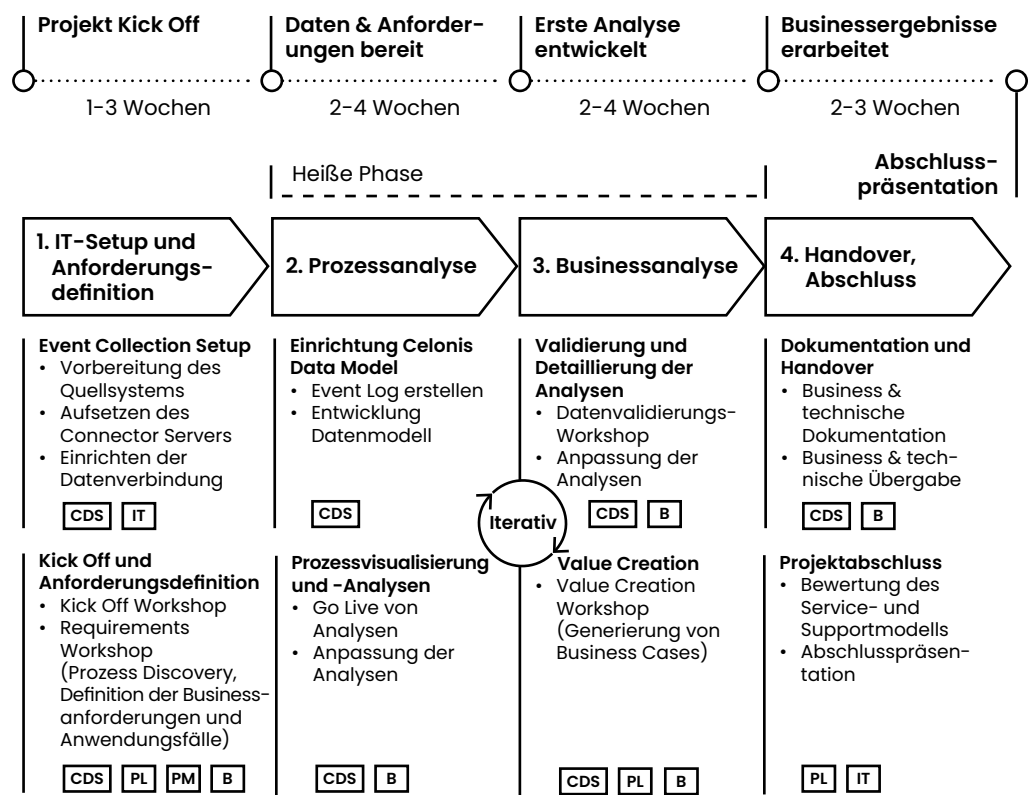 Projekt Kick Off
Daten & Anforder-
ungen bereit
Erste Analyse
entwickelt
Businessergebnisse
erarbeitet
1-3 Wochen
2-4 Wochen
2-4 Wochen
2-3 Wochen
Heiße Phase
Abschluss-
präsentation
1. IT-Setup und
Anforderungs-
definition
2. Prozessanalyse
3. Businessanalyse
4. Handover,
Abschluss
Event Collection Setup
• Vorbereitung des
Quellsystems
• Aufsetzen des
Connector Servers
• Einrichten der
Datenverbindung
CDS IT
Kick Off und
Anforderungsdefinition
• Kick Off Workshop
• Requirements
Workshop
(Prozess Discovery,
Definition der Business-
anforderungen und
Anwendungsfälle)
CDS PL PM B
Einrichtung Celonis
Data Model
• Event Log erstellen
• Entwicklung
Datenmodell
CDS
Prozessvisualisierung
und -Analysen
• Go Live von
Analysen
• Anpassung der
Analysen
CDS B
Iterativ
Validierung und
Detaillierung der
Analysen
• Datenvalidierungs-
Workshop
• Anpassung der
Analysen
CDS B
Value Creation
• Value Creation
Workshop
(Generierung von
Business Cases)
CDS PL B
Dokumentation und
Handover
• Business &
technische
Dokumentation
• Business & tech-
nische Übergabe
CDS B
Projektabschluss
• Bewertung des
Service- und
Supportmodells
• Abschlusspräsen-
tation
PL IT